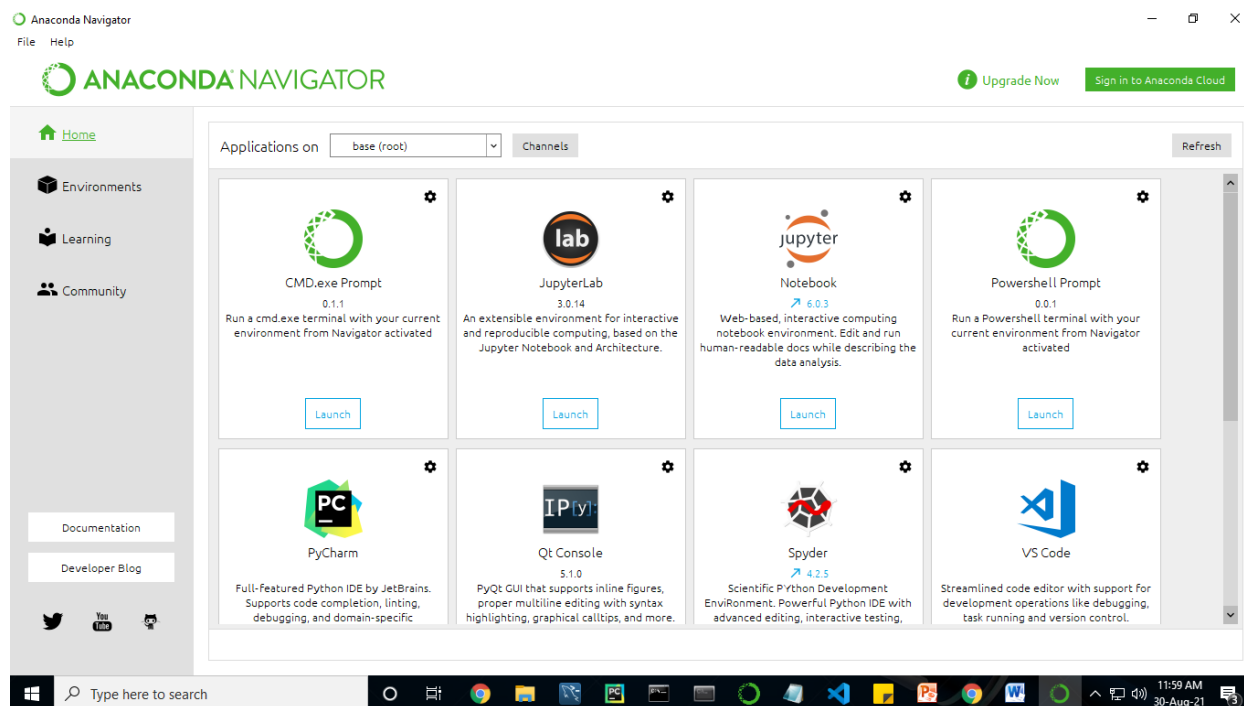 Anaconda Navigator
File Help
ANACONDA NAVIGATOR
i Upgrade Now
Sign in to Anaconda Cloud
Home
Environments
Learning
Community
Documentation
Developer Blog
You
Tube
Applications on base (root) Channels Refresh
CMD.exe Prompt
0.1.1
Run a cmd.exe terminal with your current
environment from Navigator activated
Launch
lab
JupyterLab
3.0.14
An extensible environment for interactive
and reproducible computing, based on the
Jupyter Notebook and Architecture.
Launch
jupyter
Notebook
6.0.3
Web-based, interactive computing
notebook environment. Edit and run
human-readable docs while describing the
data analysis.
Launch
Powershell Prompt
0.0.1
Run a Powershell terminal with your
current environment from Navigator
activated
Launch
PC
PyCharm
Full-featured Python IDE by JetBrains.
Supports code completion, linting,
debugging, and domain-specific
IP[y]:
Qt Console
5.1.0
PyQt GUI that supports inline figures,
proper multiline editing with syntax
highlighting, graphical calltips, and more.
Spyder
4.2.5
Scientific PYthon Development
EnviRonment. Powerful Python IDE with
advanced editing, interactive testing,
VS Code
Streamlined code editor with support for
development operations like debugging,
task running and version control.
Type here to search
PC
11:59 AM
30-Aug-21
3